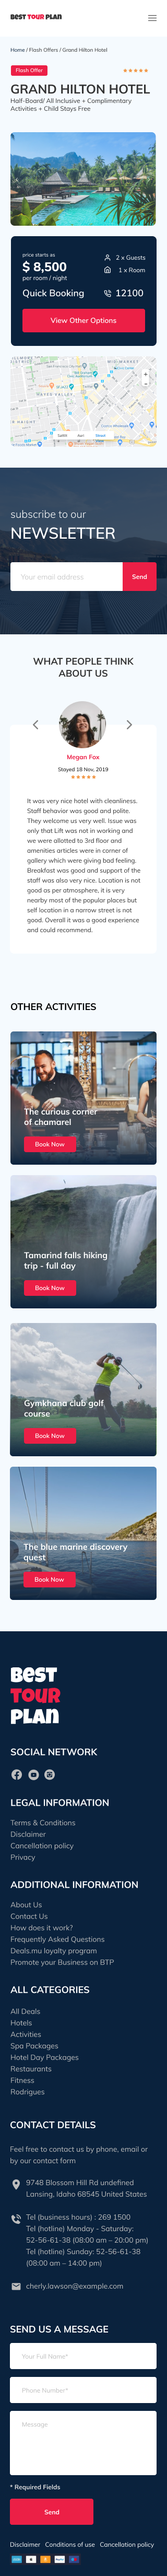 BEST TOUR PLAN
Home / Flash Offers / Grand Hilton Hotel
Flash Offer
GRAND HILTON HOTEL
Half-Board/ All Inclusive + Complimentary
Activities + Child Stays Free
price starts as
$ 8,500
per room / night
2 x Guests
1 x Room
Quick Booking
12100
View Other Options
subscribe to our
NEWSLETTER
Your email address
Send
WHAT PEOPLE THINK
ABOUT US
Megan Fox
Stayed 18 Nov, 2019
It was very nice hotel with cleanliness.
Staff behaviour was good and polite.
They welcome us very well. Issue was
only that Lift was not in working and
we were allotted to 3rd floor and
amenities articles were in corner of
gallery which were giving bad feeling.
Breakfast was good and support of the
staff was also very nice. Location is not
good as per atmosphere, it is very
nearby most of the popular places but
self location in a narrow street is not
good. Overall it was a good experience
and could recommend.
OTHER ACTIVITIES
The curious corner
of chamarel
Book Now
Tamarind falls hiking
trip - full day
Book Now
Gymkhana club golf
course
Book Now
The blue marine discovery
quest
Book Now
BEST
TOUR
PLAN
SOCIAL NETWORK
LEGAL INFORMATION
Terms & Conditions
Disclaimer
Cancellation policy
Privacy
ADDITIONAL INFORMATION
About Us
Contact Us
How does it work?
Frequently Asked Questions
Deals.mu loyalty program
Promote your Business on BTP
ALL CATEGORIES
All Deals
Hotels
Activities
Spa Packages
Hotel Day Packages
Restaurants
Fitness
Rodrigues
CONTACT DETAILS
Feel free to contact us by phone, email or
by our contact form
9748 Blossom Hill Rd undefined
Lansing, Idaho 68545 United States
Tel (business hours) : 269 1500
Tel (hotline) Monday - Saturday:
52-56-61-38 (08:00 am – 20:00 pm)
Tel (hotline) Sunday: 52-56-61-38
(08:00 am – 14:00 pm)
cherly.lawson@example.com
SEND US A MESSAGE
Your Full Name*
Phone Number*
Message
* Required Fields
Send
Disclaimer Conditions of use Cancellation policy